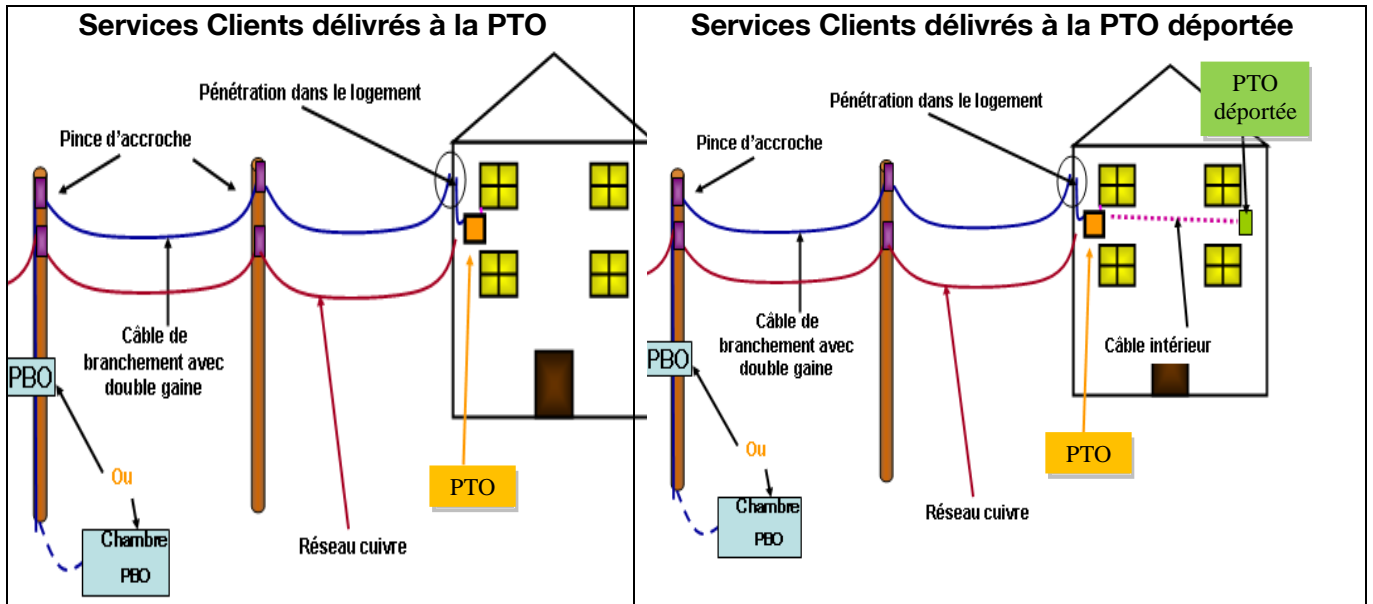 Services Clients délivrés à la PTO
Pénétration dans le logement
Pince d'accroche
Câble de
branchement avec
double gaine
PBO
Ou
PTO
Chambre
PBO
Réseau cuivre
Services Clients délivrés à la PTO déportée
PTO
déportée
Pénétration dans le logement
Pince d'accroche
Câble de
branchement avec
double gaine
Câble intérieur
PBO
Ou
PTO
Chambre
PBO
Réseau cuivre